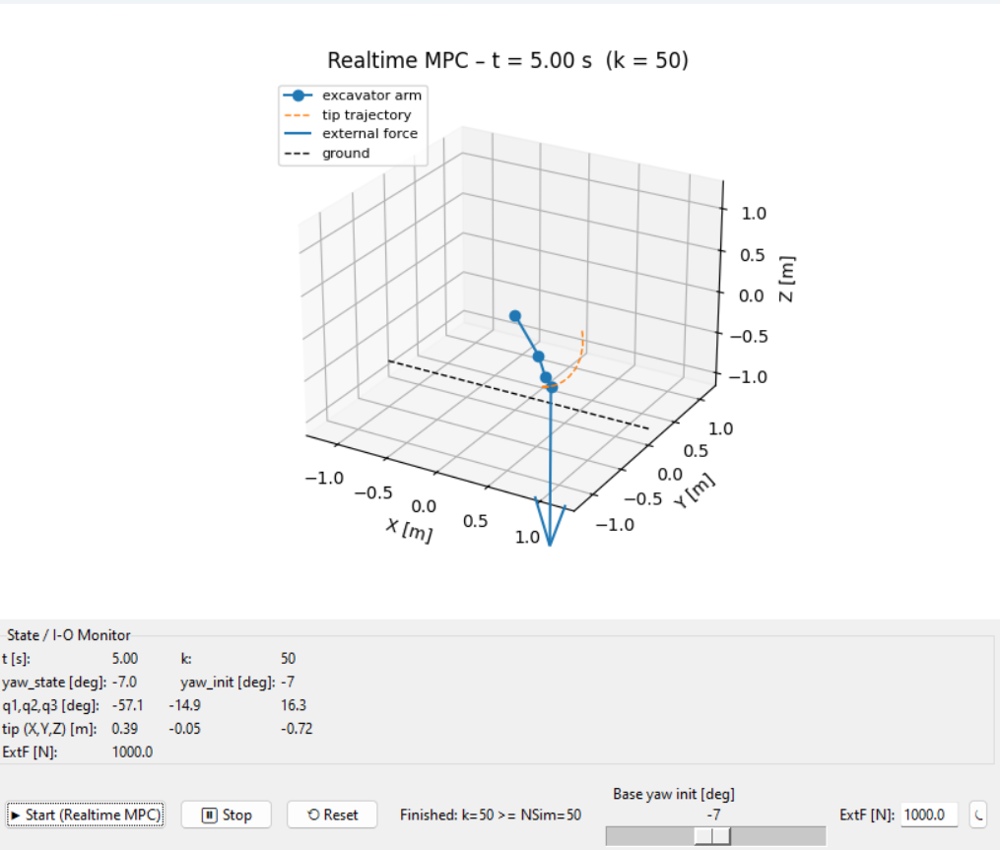 Realtime MPC – t = 5.00 s (k = 50)
excavator arm
tip trajectory
external force
ground
1.0
0.5
0.0
−0.5
−1.0
Z [m]
1.0
0.5
0.0
−0.5
−1.0
Y [m]
−1.0
−0.5
0.0
0.5
1.0
X [m]
State / I-O Monitor
t [s]: 5.00 k: 50
yaw_state [deg]: -7.0 yaw_init [deg]: -7
q1,q2,q3 [deg]: -57.1 -14.9 16.3
tip (X,Y,Z) [m]: 0.39 -0.05 -0.72
ExtF [N]: 1000.0
Base yaw init [deg]
-7
Start (Realtime MPC) Stop Reset Finished: k=50 >= NSim=50 ExtF [N]: 1000.0